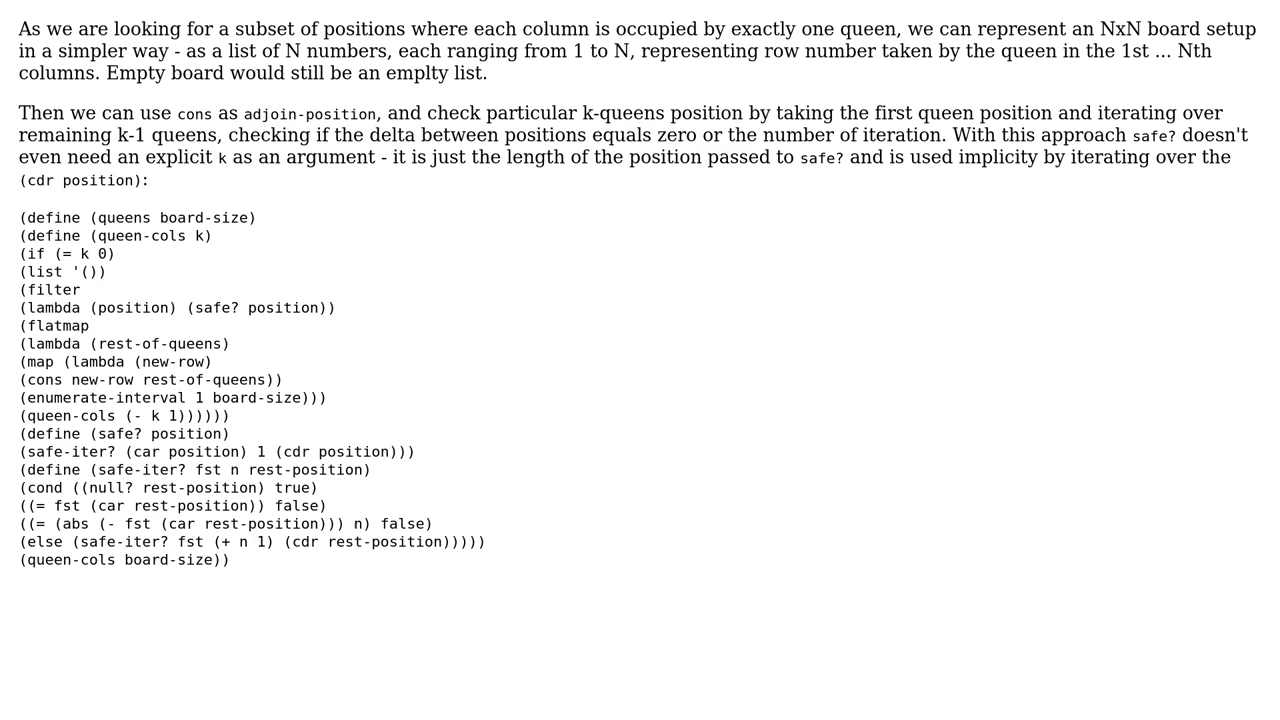 As we are looking for a subset of positions where each column is occupied by exactly one queen, we can represent an NxN board setup
in a simpler way - as a list of N numbers, each ranging from 1 to N, representing row number taken by the queen in the 1st ... Nth
columns. Empty board would still be an emplty list.
Then we can use cons as adjoin-position, and check particular k-queens position by taking the first queen position and iterating over
remaining k-1 queens, checking if the delta between positions equals zero or the number of iteration. With this approach safe? doesn't
even need an explicit k as an argument - it is just the length of the position passed to safe? and is used implicity by iterating over the
(cdr position):
(define (queens board-size)
(define (queen-cols k)
(if (= k 0)
(list '())
(filter
(lambda (position) (safe? position))
(flatmap
(lambda (rest-of-queens)
(map (lambda (new-row)
(cons new-row rest-of-queens))
(enumerate-interval 1 board-size)))
(queen-cols (- k 1))))))
(define (safe? position)
(safe-iter? (car position) 1 (cdr position)))
(define (safe-iter? fst n rest-position)
(cond ((null? rest-position) true)
((= fst (car rest-position)) false)
((= (abs (- fst (car rest-position))) n) false)
(else (safe-iter? fst (+ n 1) (cdr rest-position)))))
(queen-cols board-size))